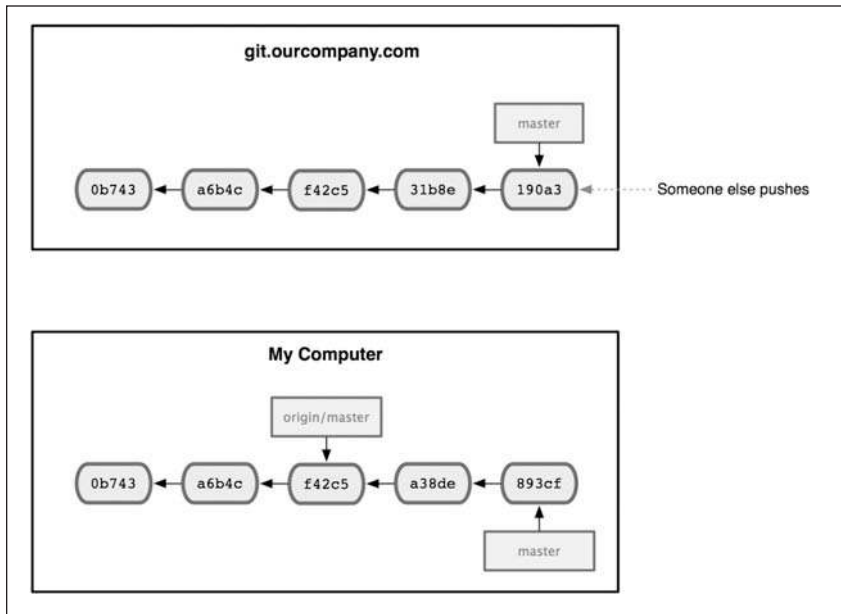 git.ourcompany.com
master
0b743
a6b4c
f42c5
31b8e
190a3
Someone else pushes
My Computer
origin/master
0b743
a6b4c
f42c5
a38de
893cf
master